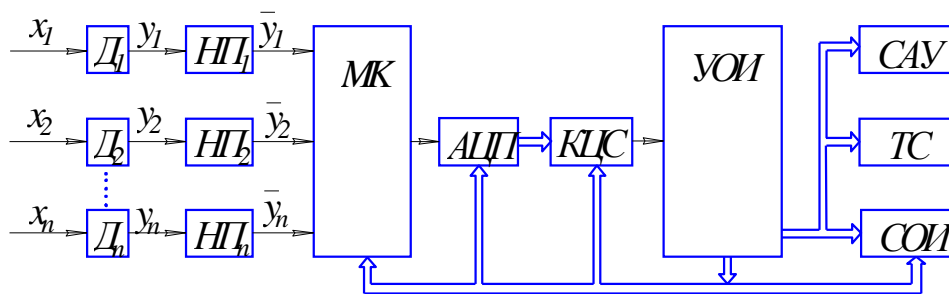 x₁ Д₁ y₁ НП₁ ȳ₁ МК УОИ САУ
x₂ Д₂ y₂ НП₂ ȳ₂ АЦП КЦС ТС
xₙ Дₙ yₙ НПₙ ȳₙ СОИ